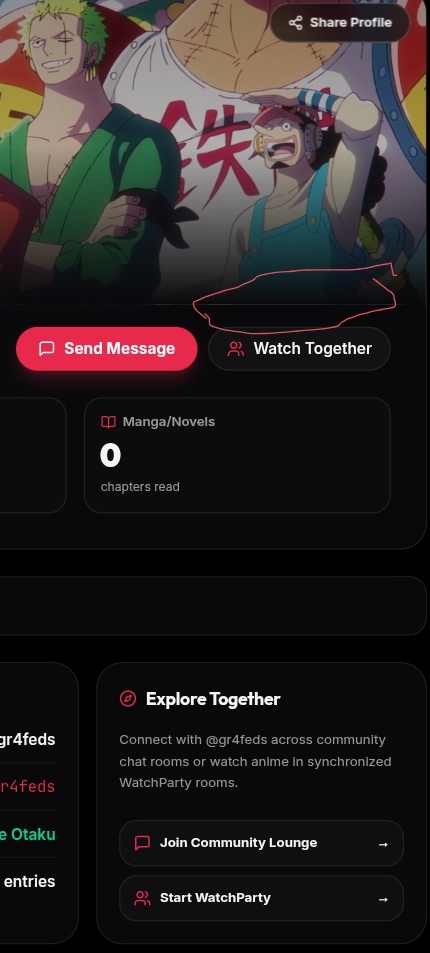 Share Profile
鉄
Send Message
Watch Together
Manga/Novels
0
chapters read
gr4feds
r4feds
e Otaku
entries
Explore Together
Connect with @gr4feds across community
chat rooms or watch anime in synchronized
WatchParty rooms.
Join Community Lounge →
Start WatchParty →